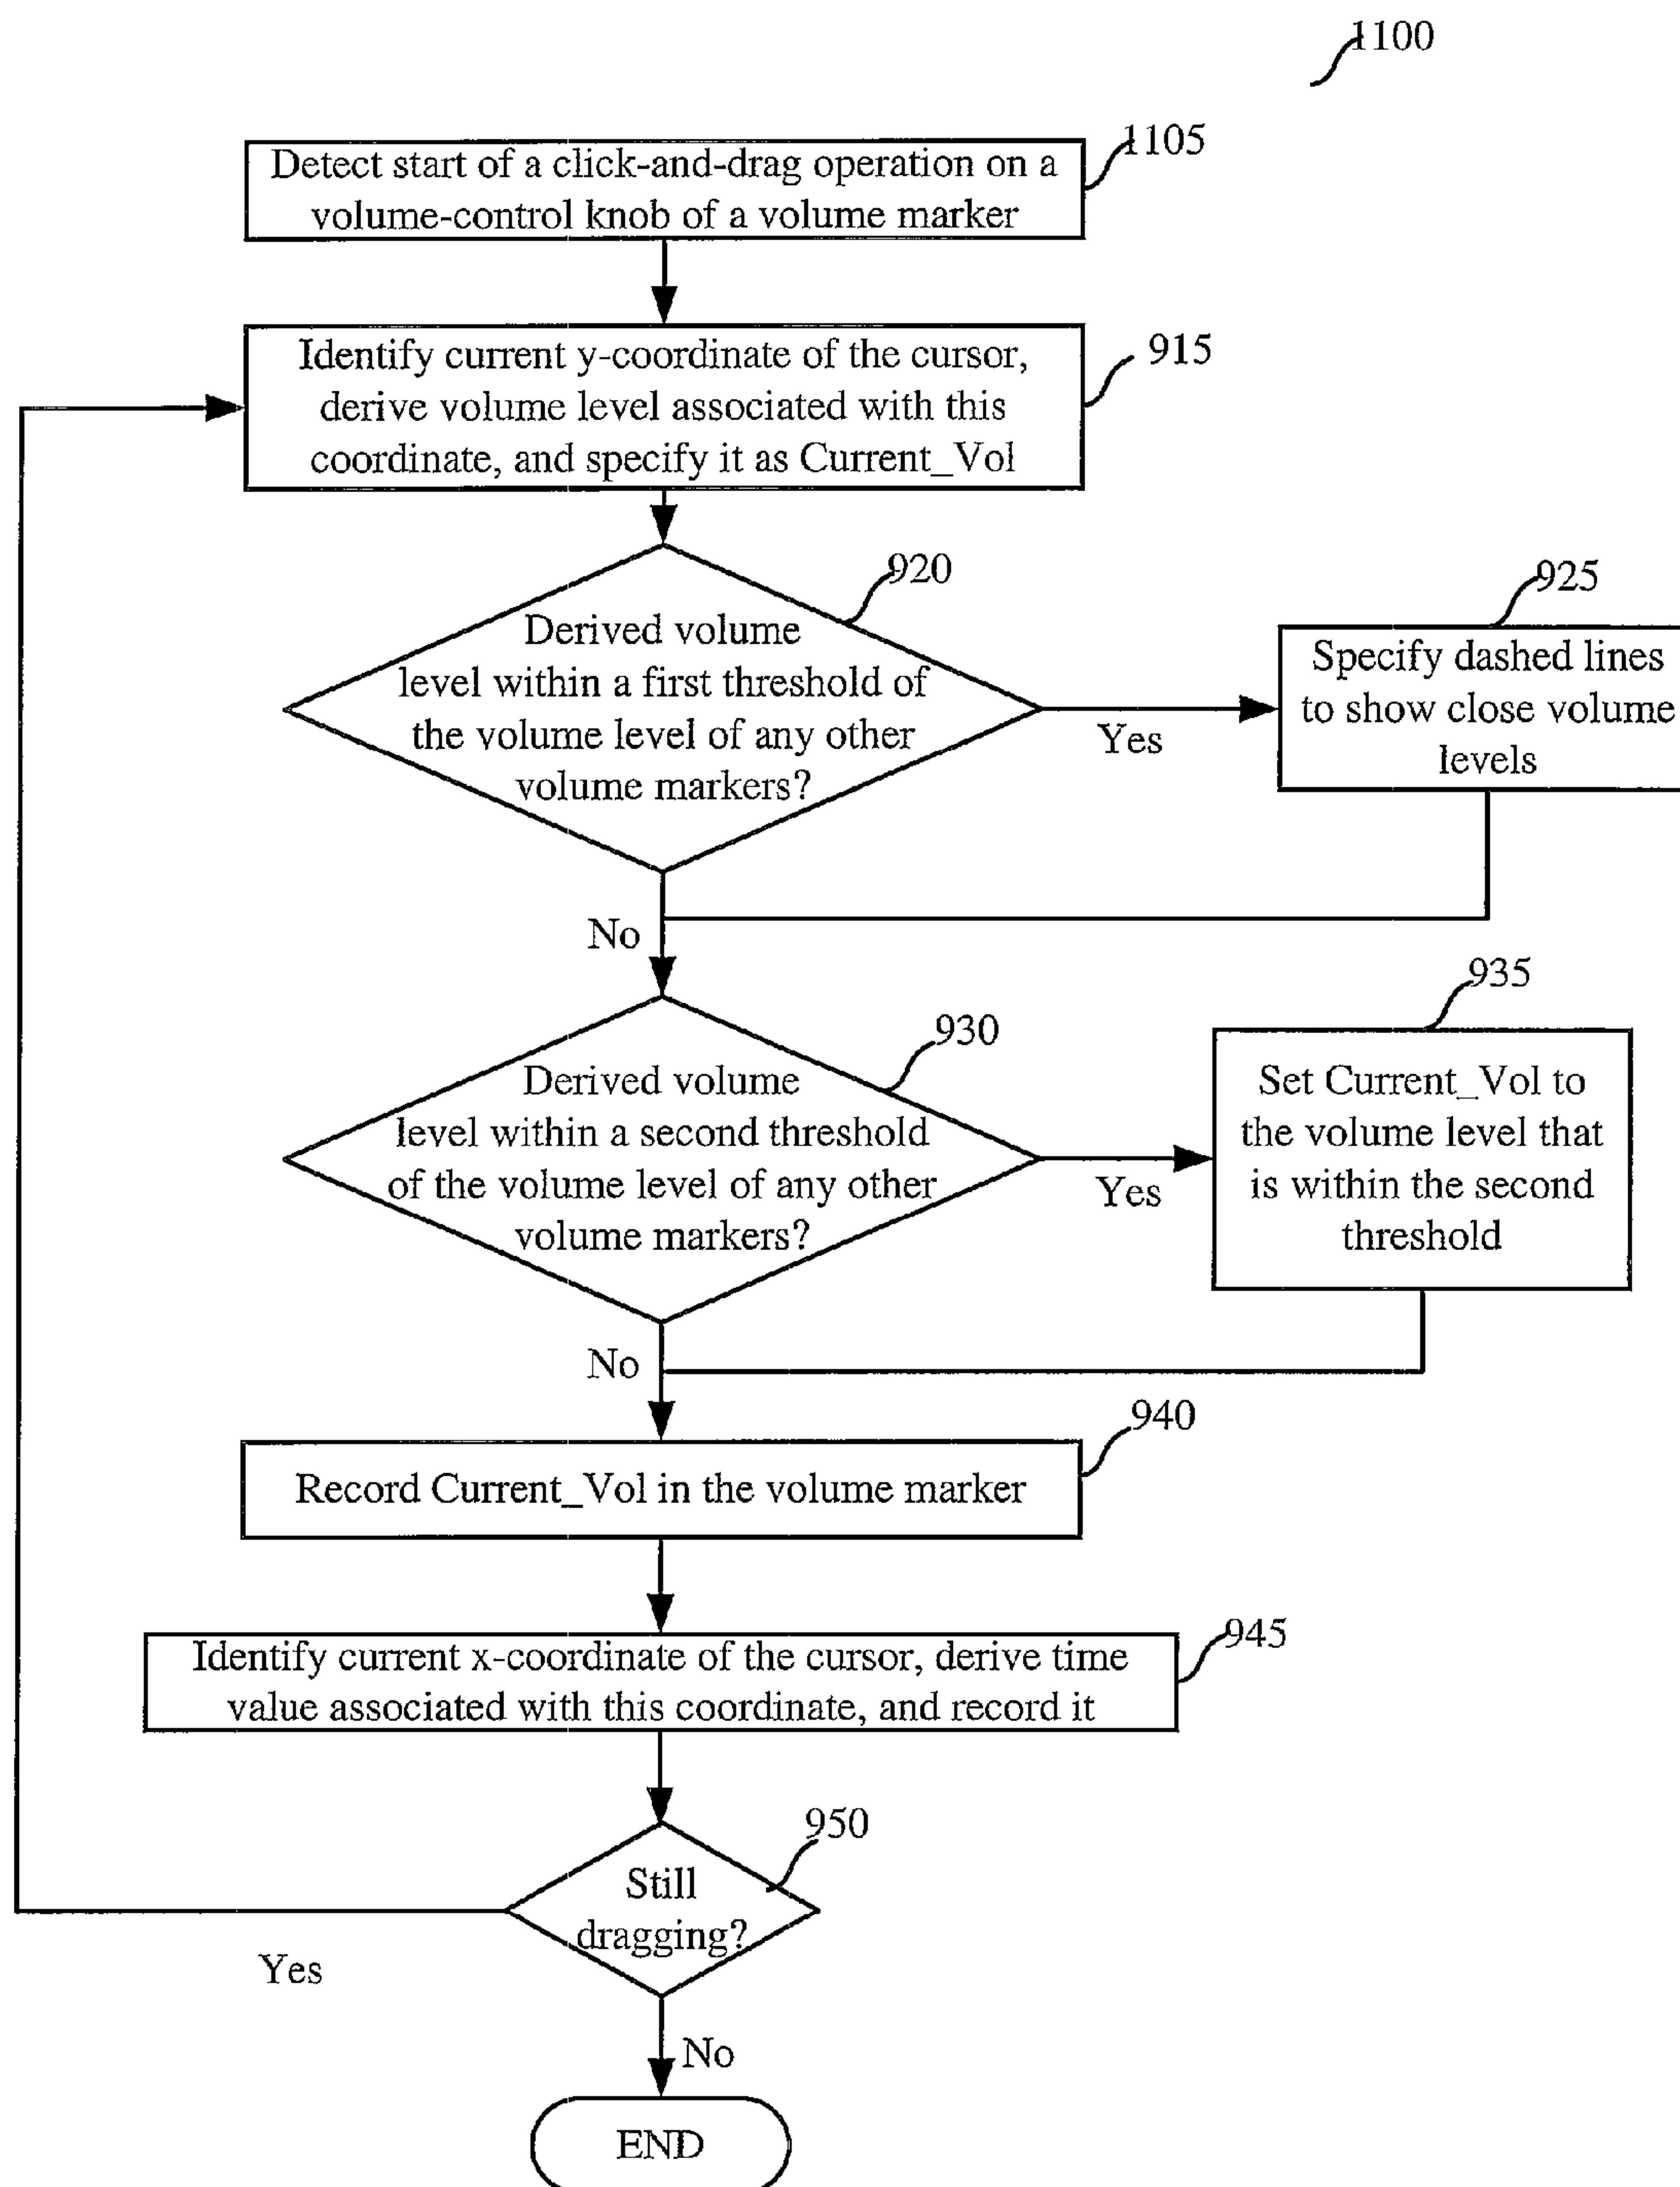 1100
1105
Detect start of a click-and-drag operation on a
volume-control knob of a volume marker
915
Identify current y-coordinate of the cursor,
derive volume level associated with this
coordinate, and specify it as Current_Vol
920
Derived volume
level within a first threshold of
the volume level of any other
volume markers?
Yes
925
Specify dashed lines
to show close volume
levels
No
930
Derived volume
level within a second threshold
of the volume level of any other
volume markers?
Yes
935
Set Current_Vol to
the volume level that
is within the second
threshold
No
940
Record Current_Vol in the volume marker
945
Identify current x-coordinate of the cursor, derive time
value associated with this coordinate, and record it
950
Still
dragging?
Yes
No
END